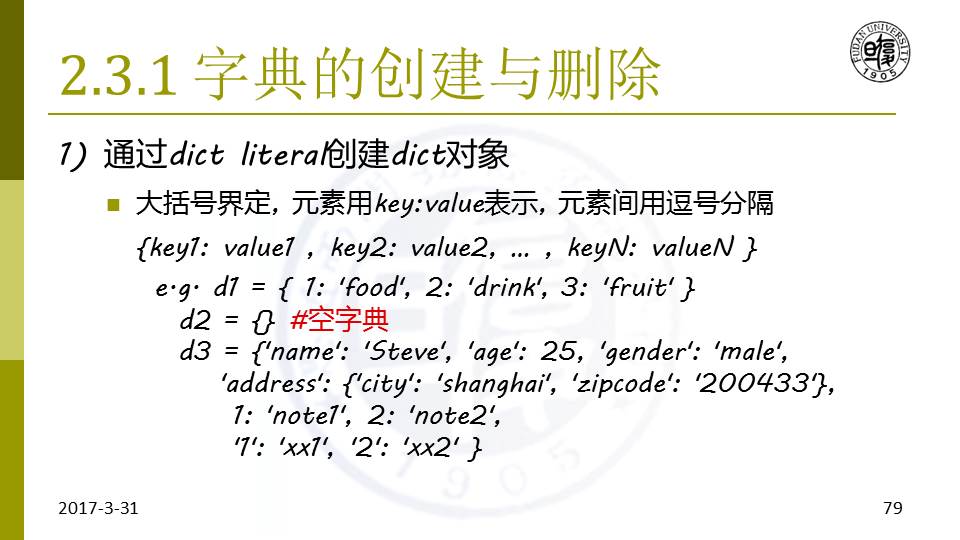 2.3.1 字典的创建与删除
FUDAN UNIVERSITY
1905
1) 通过dict literal创建dict对象
大括号界定，元素用key:value表示，元素间用逗号分隔
{key1: value1 , key2: value2, … , keyN: valueN }
e.g. d1 = { 1: 'food', 2: 'drink', 3: 'fruit' }
d2 = {} #空字典
d3 = {'name': 'Steve', 'age': 25, 'gender': 'male',
'address': {'city': 'shanghai', 'zipcode': '200433'},
1: 'note1', 2: 'note2',
'1': 'xx1', '2': 'xx2' }
2017-3-31
79